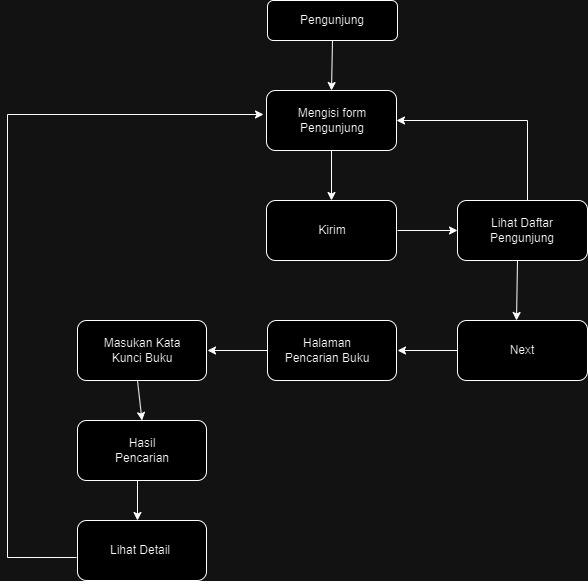 Pengunjung
Mengisi form
Pengunjung
Kirim
Lihat Daftar
Pengunjung
Next
Halaman
Pencarian Buku
Masukan Kata
Kunci Buku
Hasil
Pencarian
Lihat Detail